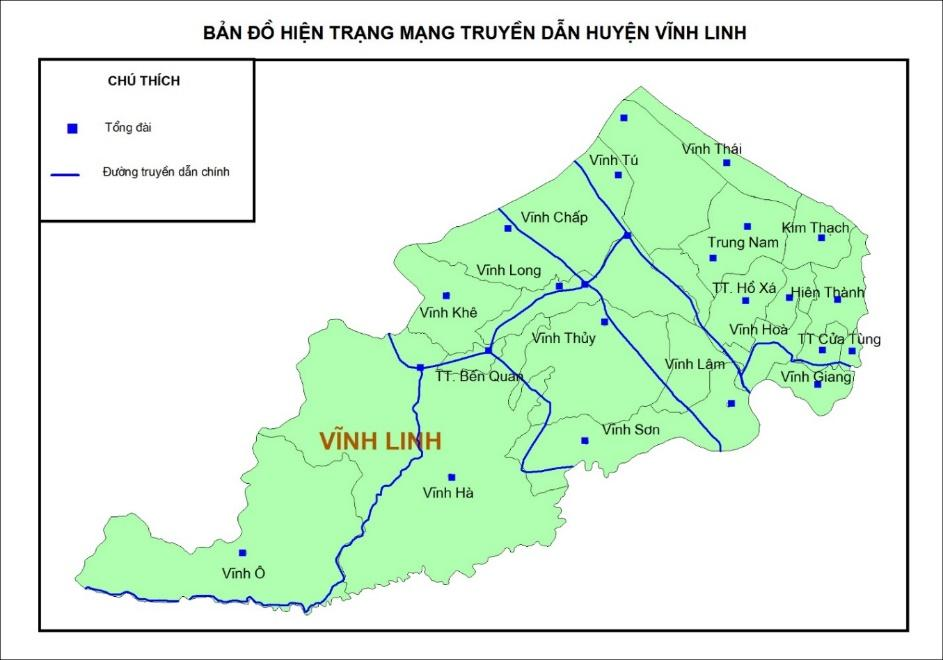 BẢN ĐỒ HIỆN TRẠNG MẠNG TRUYỀN DẪN HUYỆN VĨNH LINH
CHÚ THÍCH
Tổng đài
Đường truyền dẫn chính
Vĩnh Thái
Vĩnh Tú
Vĩnh Chấp
Kim Thạch
Trung Nam
Vĩnh Long
TT. Hồ Xá
Hiền Thành
Vĩnh Khê
Vĩnh Thủy
Vĩnh Hoà
TT Cửa Tùng
Vĩnh Lâm
TT. Bến Quan
Vĩnh Giang
Vĩnh Sơn
VĨNH LINH
Vĩnh Hà
Vĩnh Ô